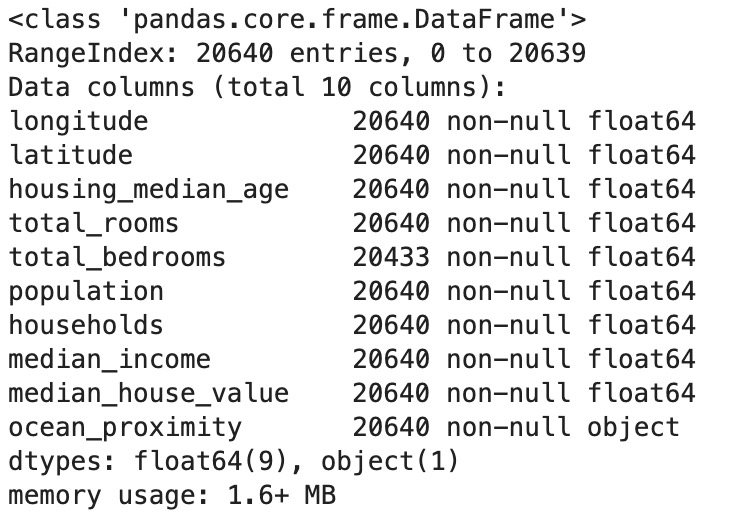 <class 'pandas.core.frame.DataFrame'>
RangeIndex: 20640 entries, 0 to 20639
Data columns (total 10 columns):
longitude             20640 non-null float64
latitude              20640 non-null float64
housing_median_age    20640 non-null float64
total_rooms           20640 non-null float64
total_bedrooms        20433 non-null float64
population            20640 non-null float64
households            20640 non-null float64
median_income         20640 non-null float64
median_house_value    20640 non-null float64
ocean_proximity       20640 non-null object
dtypes: float64(9), object(1)
memory usage: 1.6+ MB